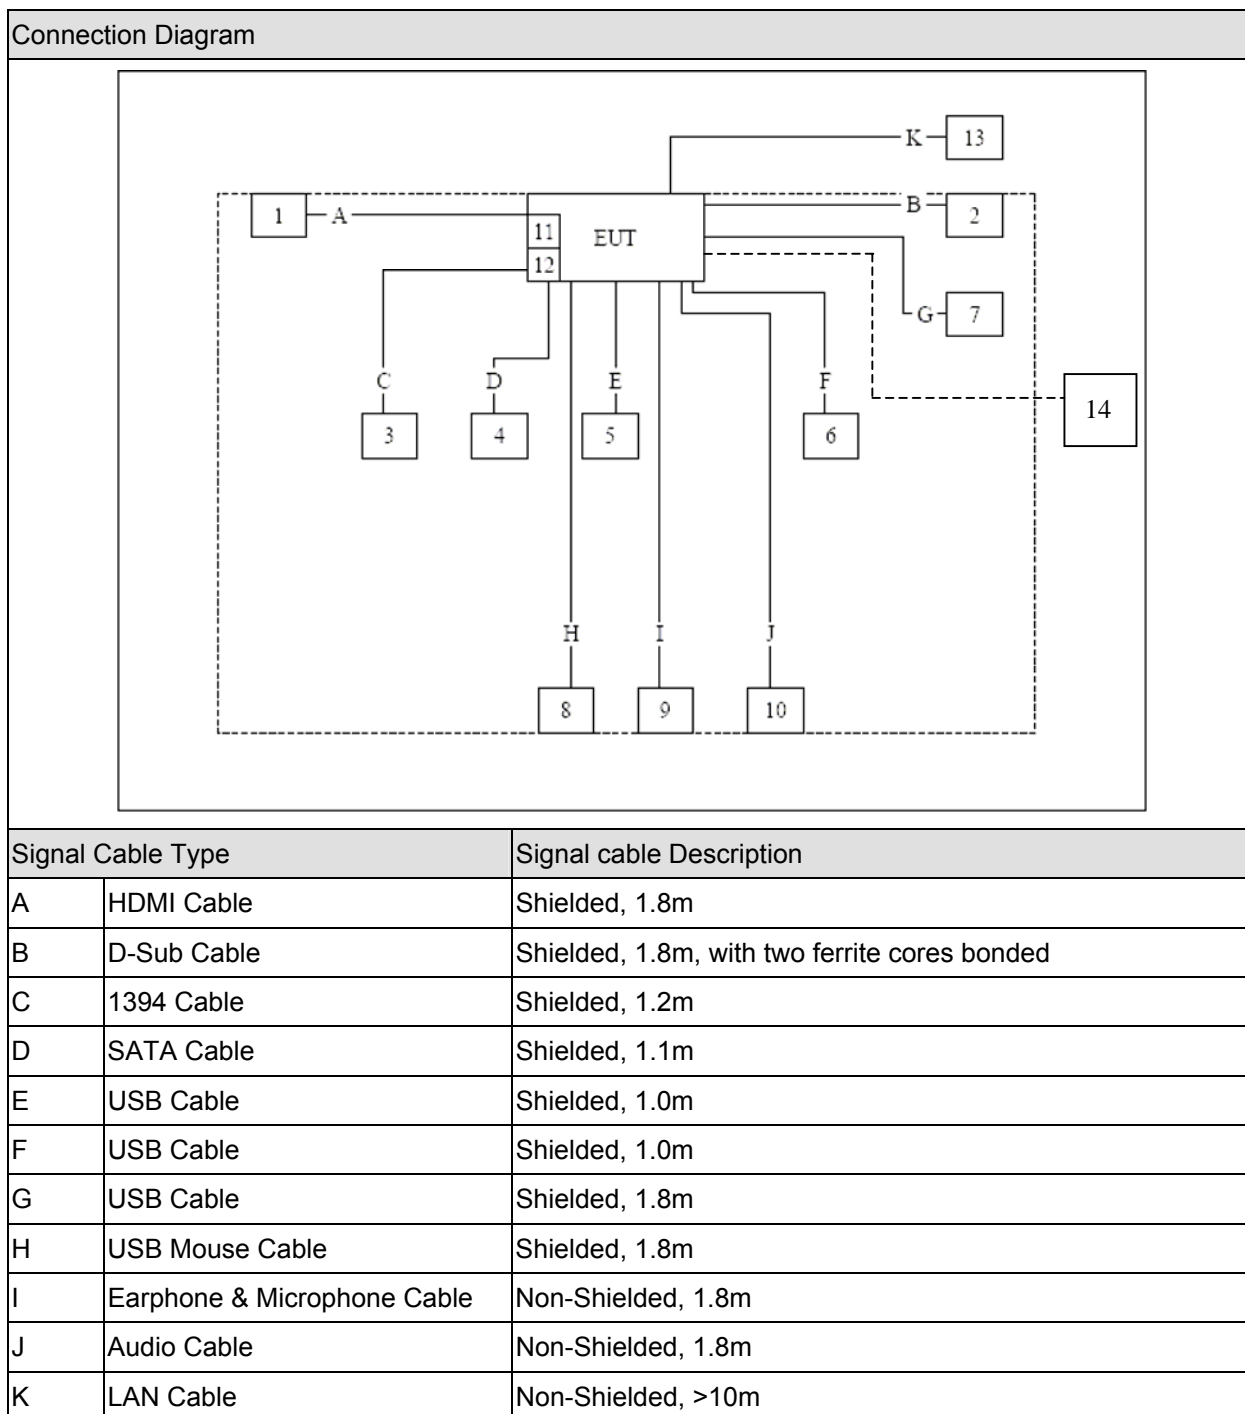 Connection Diagram
K 13
1 A B 2
11 EUT
12
G 7
C D E F 14
3 4 5 6
H I J
8 9 10
Signal Cable Type Signal cable Description
A HDMI Cable Shielded, 1.8m
B D-Sub Cable Shielded, 1.8m, with two ferrite cores bonded
C 1394 Cable Shielded, 1.2m
D SATA Cable Shielded, 1.1m
E USB Cable Shielded, 1.0m
F USB Cable Shielded, 1.0m
G USB Cable Shielded, 1.8m
H USB Mouse Cable Shielded, 1.8m
I Earphone & Microphone Cable Non-Shielded, 1.8m
J Audio Cable Non-Shielded, 1.8m
K LAN Cable Non-Shielded, >10m